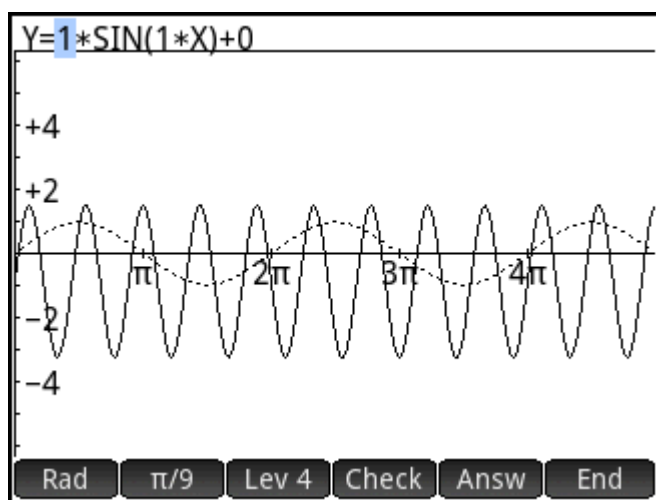 Y=1*SIN(1*X)+0
+4
+2
π 2π 3π 4π
−2
−4
Rad π/9 Lev 4 Check Answ End